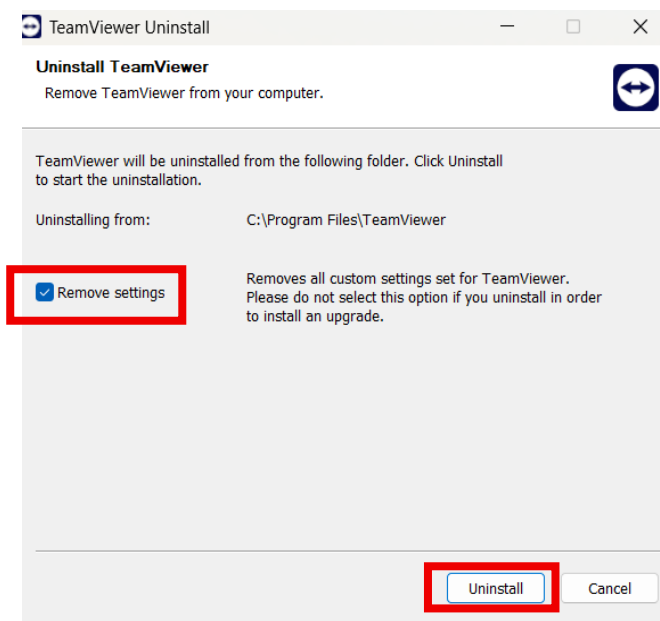 TeamViewer Uninstall
Uninstall TeamViewer
Remove TeamViewer from your computer.
TeamViewer will be uninstalled from the following folder. Click Uninstall
to start the uninstallation.
Uninstalling from: C:\Program Files\TeamViewer
Remove settings
Removes all custom settings set for TeamViewer.
Please do not select this option if you uninstall in order
to install an upgrade.
Uninstall Cancel